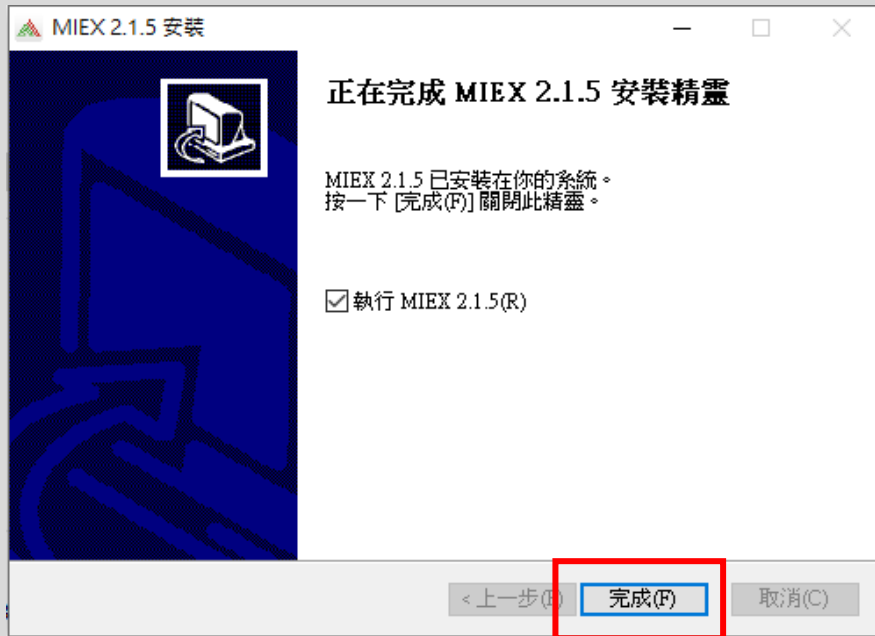 MIEX 2.1.5 安裝
正在完成 MIEX 2.1.5 安裝精靈
MIEX 2.1.5 已安裝在你的系統。
按一下 [完成(F)] 關閉此精靈。
執行 MIEX 2.1.5(R)
<上一步(
完成(F)
取消(C)